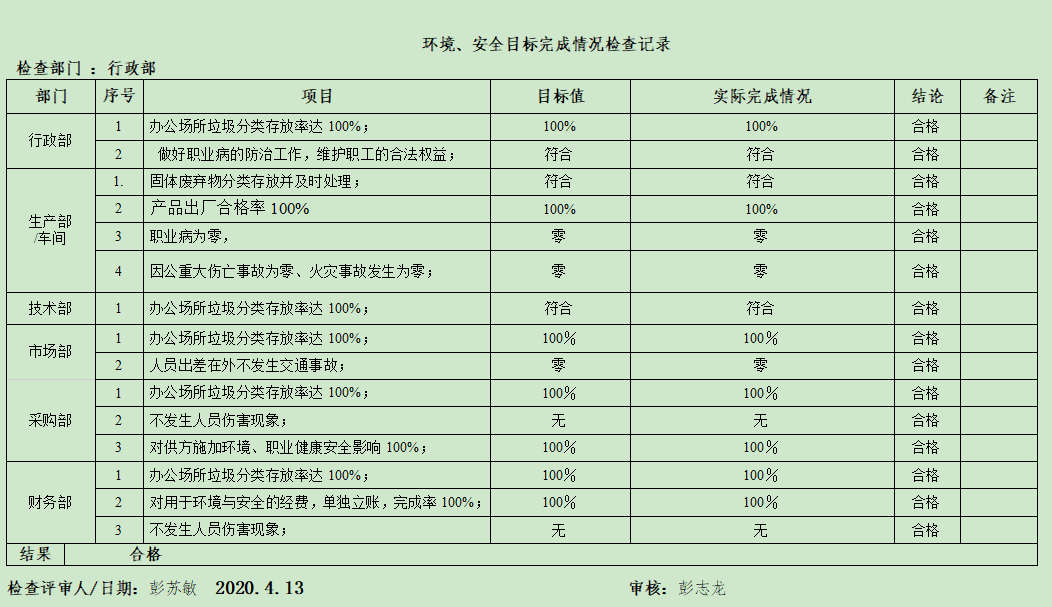 环境、安全目标完成情况检查记录
检查部门 ：行政部
部门 序号 项目 目标值 实际完成情况 结论 备注
行政部 1 办公场所垃圾分类存放率达 100%； 100% 100% 合格
2 做好职业病的防治工作，维护职工的合法权益； 符合 符合 合格
生产部/车间 1. 固体废弃物分类存放并及时处理； 符合 符合 合格
2 产品出厂合格率 100% 100% 100% 合格
3 职业病为零， 零 零 合格
4 因公重大伤亡事故为零、火灾事故发生为零； 零 零 合格
技术部 1 办公场所垃圾分类存放率达 100%； 符合 符合 合格
市场部 1 办公场所垃圾分类存放率达 100%； 100％ 100％ 合格
2 人员出差在外不发生交通事故； 零 零 合格
采购部 1 办公场所垃圾分类存放率达 100%； 100％ 100％ 合格
2 不发生人员伤害现象； 无 无 合格
3 对供方施加环境、职业健康安全影响 100%； 100％ 100％ 合格
财务部 1 办公场所垃圾分类存放率达 100%； 100％ 100％ 合格
2 对用于环境与安全的经费，单独立账，完成率 100%； 100％ 100％ 合格
3 不发生人员伤害现象； 无 无 合格
结果 合格
检查评审人/日期：彭苏敏 2020.4.13 审核：彭志龙